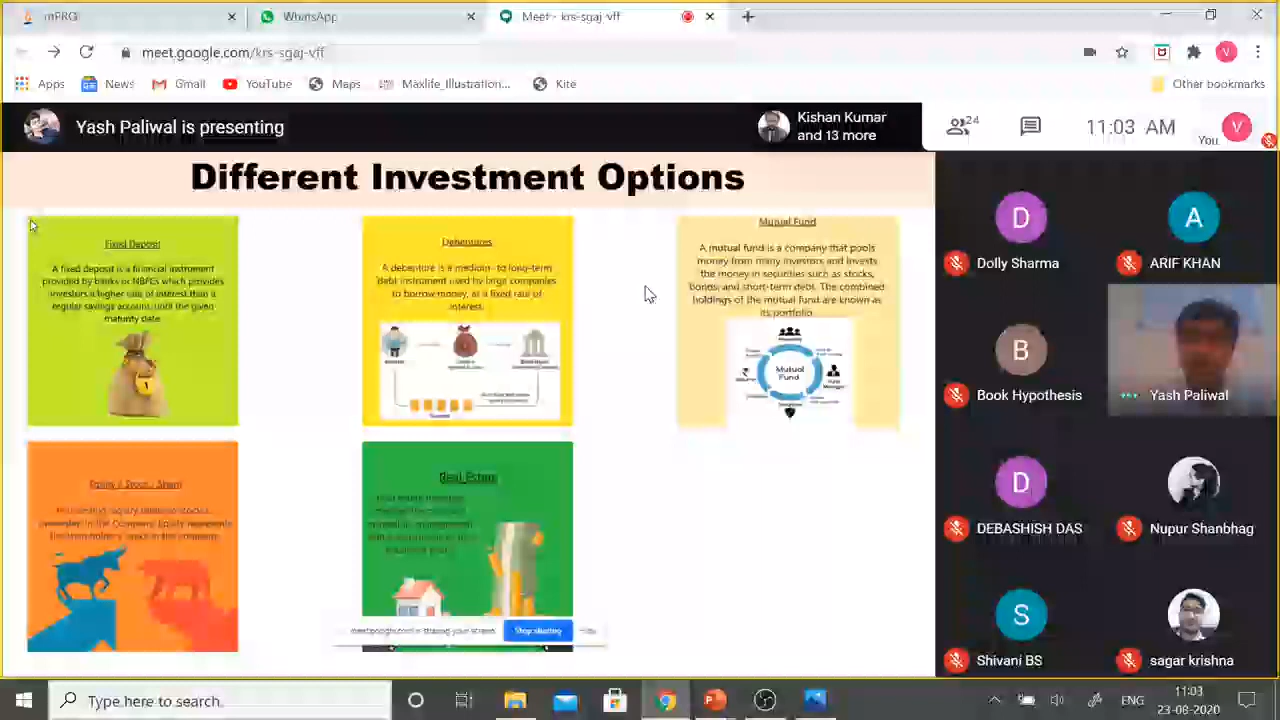 mPRG
WhatsApp
Meet - krs-sgaj-vff
meet.google.com/krs-sgaj-vff
Apps
News
Gmail
YouTube
Maps
Maxlife_Illustration...
Kite
Other bookmarks
Yash Paliwal is presenting
Kishan Kumar
and 13 more
24
11:03 AM
You
V
Different Investment Options
Fixed Deposit
A fixed deposit is a financial instrument
provided by banks or NBFCs which provides
investors a higher rate of interest than a
regular savings account, until the given
maturity date.
Debentures
A debenture is a medium- to long-term
debt instrument used by large companies
to borrow money, at a fixed rate of
interest.
Mutual Fund
A mutual fund is a company that pools
money from many investors and invests
the money in securities such as stocks,
bonds, and short-term debt. The combined
holdings of the mutual fund are known as
its portfolio.
Mutual
Fund
Real Estate
meet.google.com is sharing your screen.
Stop sharing
Hide
D
Dolly Sharma
A
ARIF KHAN
B
Book Hypothesis
Yash Paliwal
D
DEBASHISH DAS
Nupur Shanbhag
S
Shivani BS
sagar krishna
Type here to search.
ENG
11:03
23-08-2020